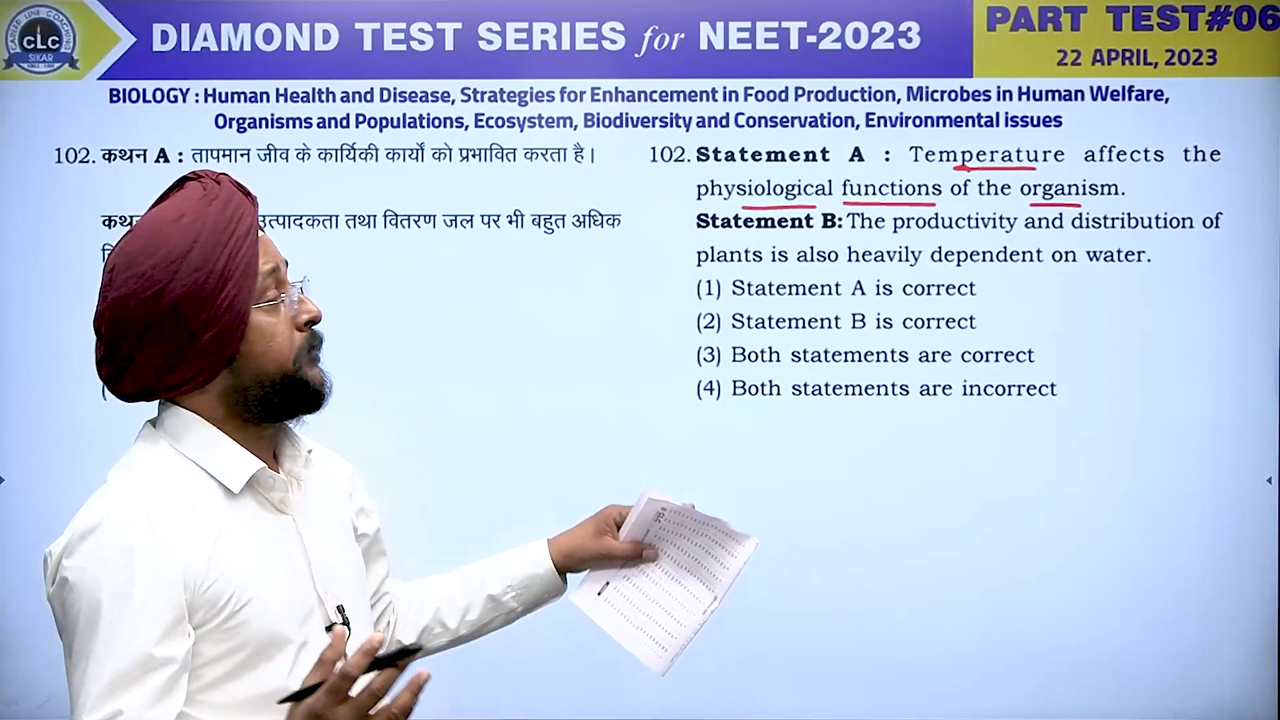 CLC
SIKAR
DIAMOND TEST SERIES for NEET-2023
PART TEST#06
22 APRIL, 2023
BIOLOGY : Human Health and Disease, Strategies for Enhancement in Food Production, Microbes in Human Welfare,
Organisms and Populations, Ecosystem, Biodiversity and Conservation, Environmental issues
102. कथन A : तापमान जीव के कार्यिकी कार्यों को प्रभावित करता है।
उत्पादकता तथा वितरण जल पर भी बहुत अधिक
102. Statement A : Temperature affects the
physiological functions of the organism.
Statement B: The productivity and distribution of
plants is also heavily dependent on water.
(1) Statement A is correct
(2) Statement B is correct
(3) Both statements are correct
(4) Both statements are incorrect